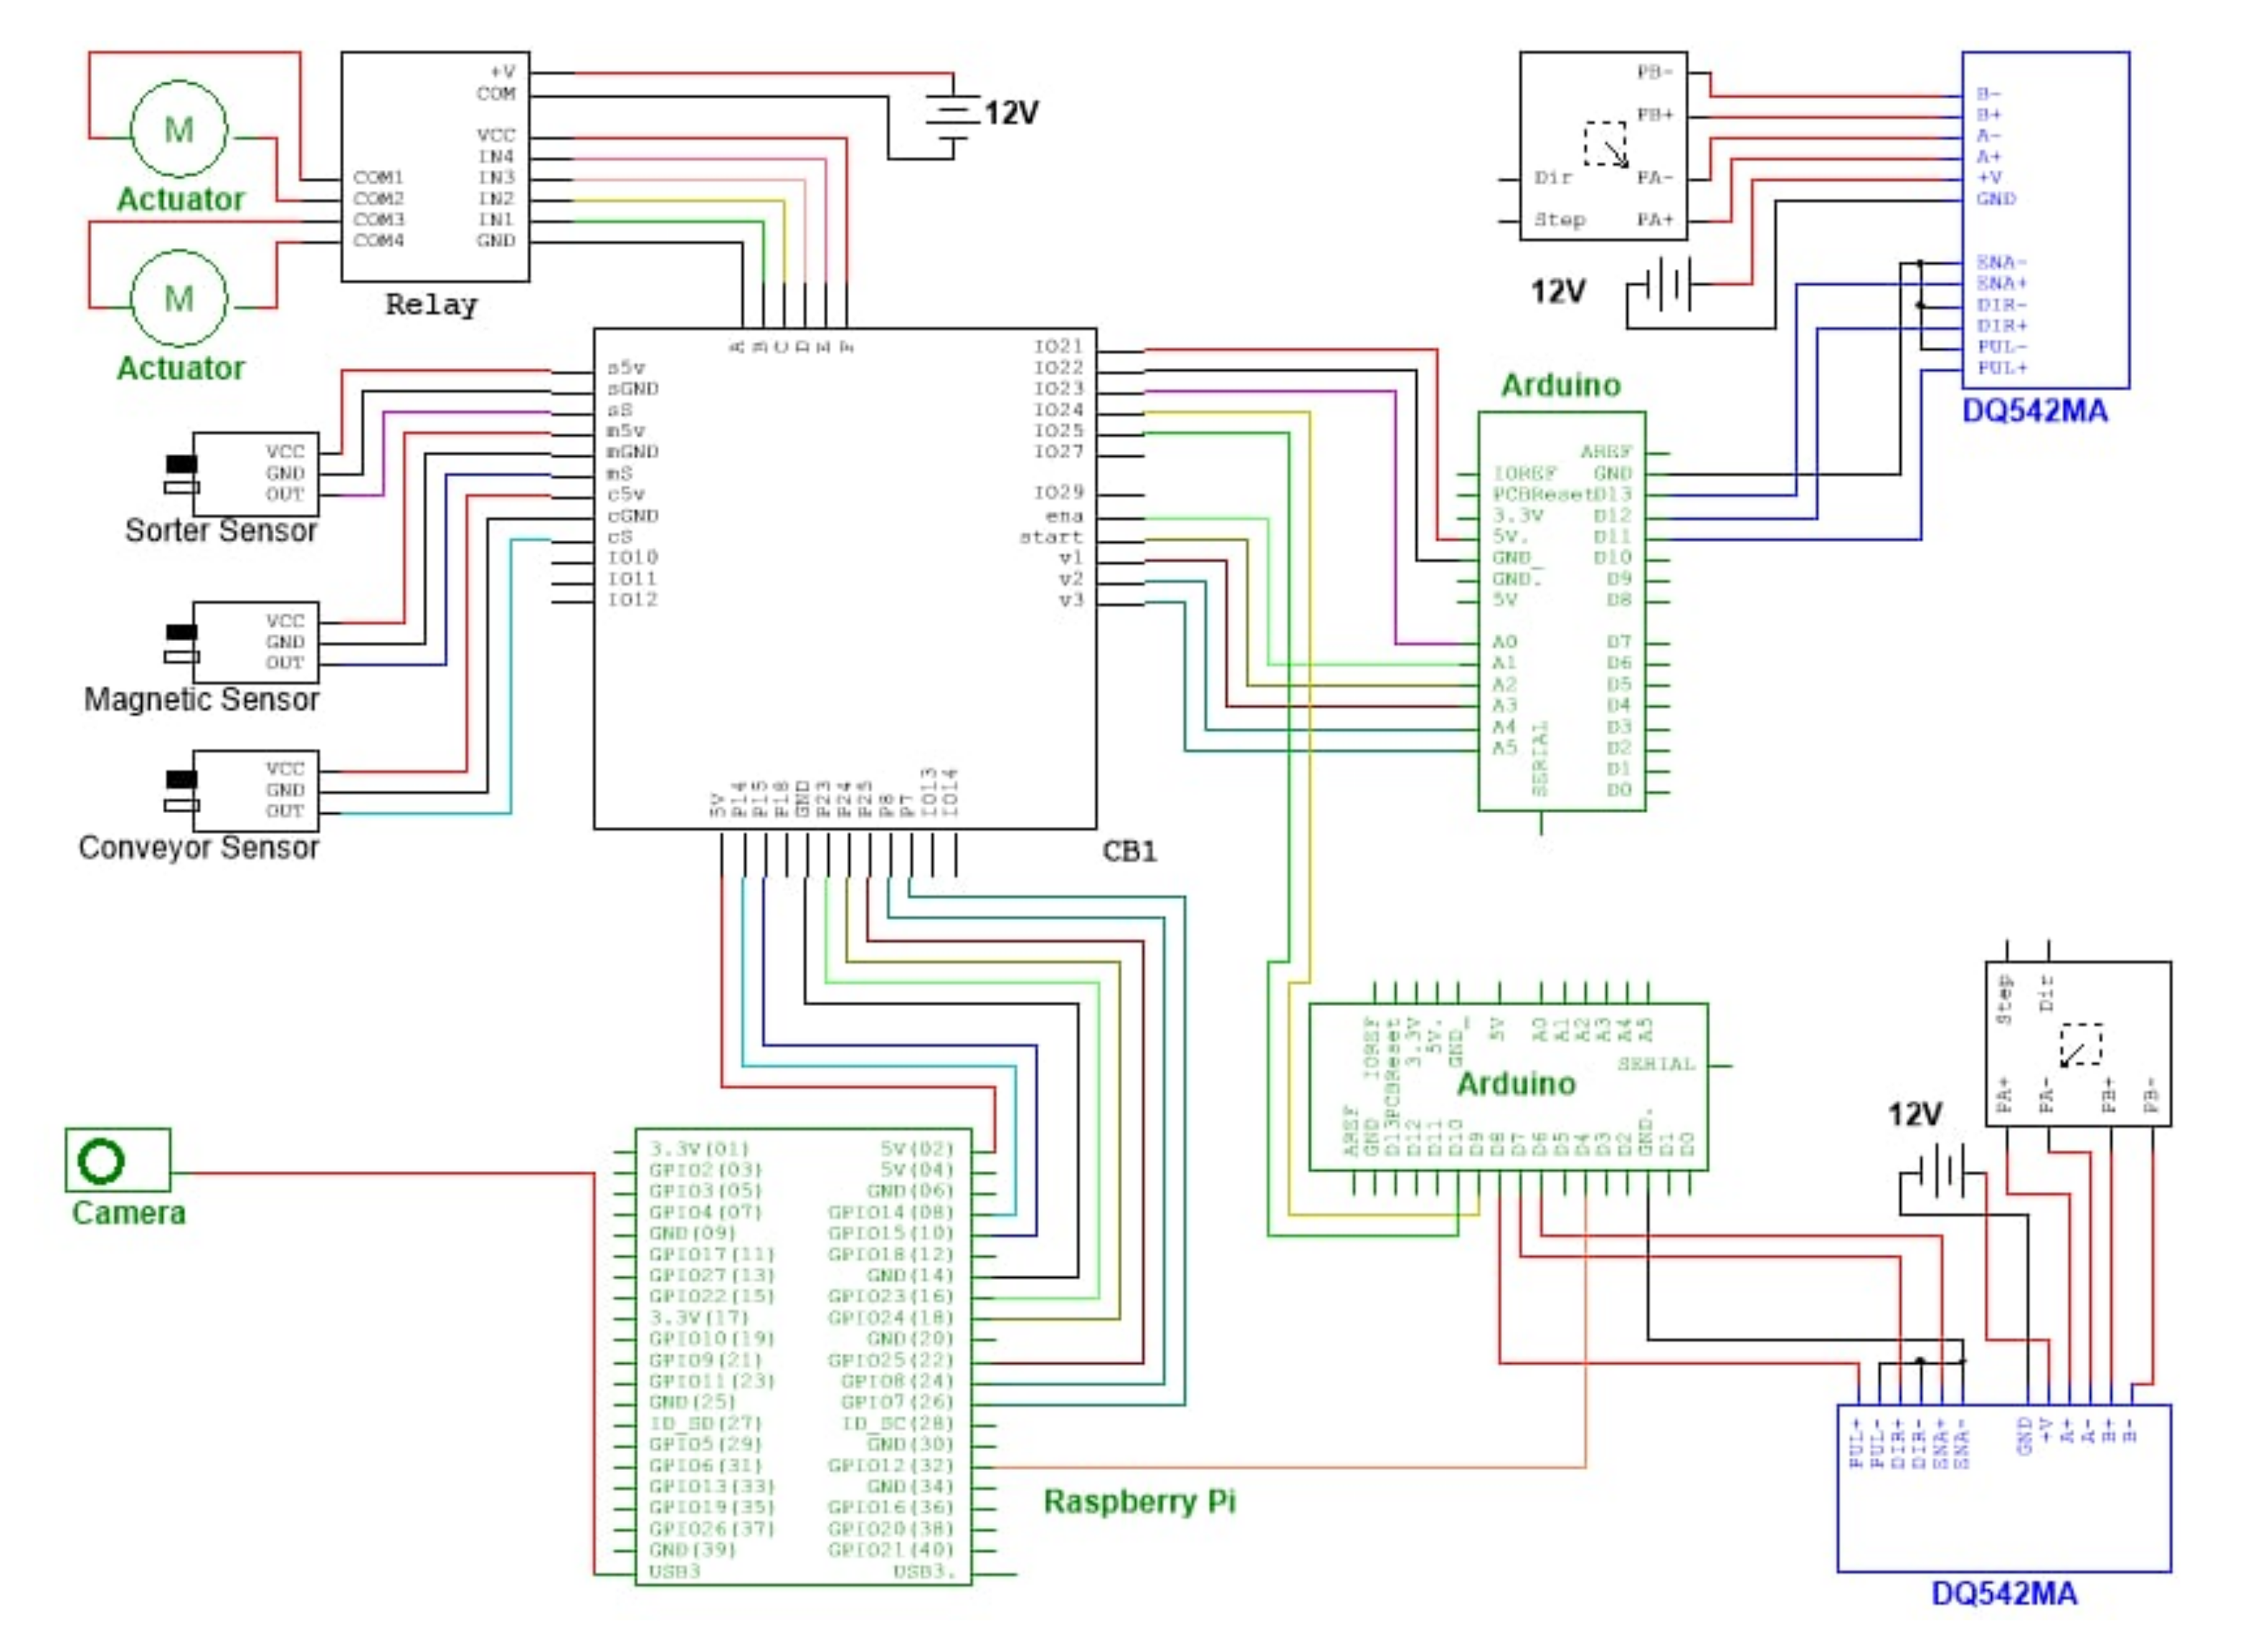 +V
COM
VCC
IN4
IN3
IN2
IN1
GND
COM1
COM2
COM3
COM4
Relay
M
Actuator
M
Actuator
12V
PB-
PB+
PA-
PA+
Dir
Step
12V
B-
B+
A-
A+
+V
GND
ENA-
ENA+
DIR-
DIR+
PUL-
PUL+
DQ542MA
A
B
C
D
E
F
s5v
sGND
sS
m5v
mGND
mS
c5v
cGND
cS
IO10
IO11
IO12
IO21
IO22
IO23
IO24
IO25
IO27
IO29
ena
start
v1
v2
v3
5V
P14
P15
P18
GND
P23
P24
P25
P8
P7
IO13
IO14
CB1
VCC
GND
OUT
Sorter Sensor
VCC
GND
OUT
Magnetic Sensor
VCC
GND
OUT
Conveyor Sensor
Arduino
IOREF
PCBReset
3.3V
5V.
GND_
GND.
5V
A0
A1
A2
A3
A4
A5
SERIAL
AREF
GND
D13
D12
D11
D10
D9
D8
D7
D6
D5
D4
D3
D2
D1
D0
Camera
3.3V(01) 5V(02)
GPIO2(03) 5V(04)
GPIO3(05) GND(06)
GPIO4(07) GPIO14(08)
GND(09) GPIO15(10)
GPIO17(11) GPIO18(12)
GPIO27(13) GND(14)
GPIO22(15) GPIO23(16)
3.3V(17) GPIO24(18)
GPIO10(19) GND(20)
GPIO9(21) GPIO25(22)
GPIO11(23) GPIO8(24)
GND(25) GPIO7(26)
ID_SD(27) ID_SC(28)
GPIO5(29) GND(30)
GPIO6(31) GPIO12(32)
GPIO13(33) GND(34)
GPIO19(35) GPIO16(36)
GPIO26(37) GPIO20(38)
GND(39) GPIO21(40)
USB3 USB3.
Raspberry Pi
IOREF
PCBReset
3.3V
5V.
GND_
5V
A0
A1
A2
A3
A4
A5
SERIAL
Arduino
AREF
GND
D13
D12
D11
D10
D9
D8
D7
D6
D5
D4
D3
D2
GND.
D1
D0
Step
Dir
PA+
PA-
PB+
PB-
12V
PUL+
PUL-
DIR+
DIR-
ENA+
ENA-
GND
+V
A+
A-
B+
B-
DQ542MA